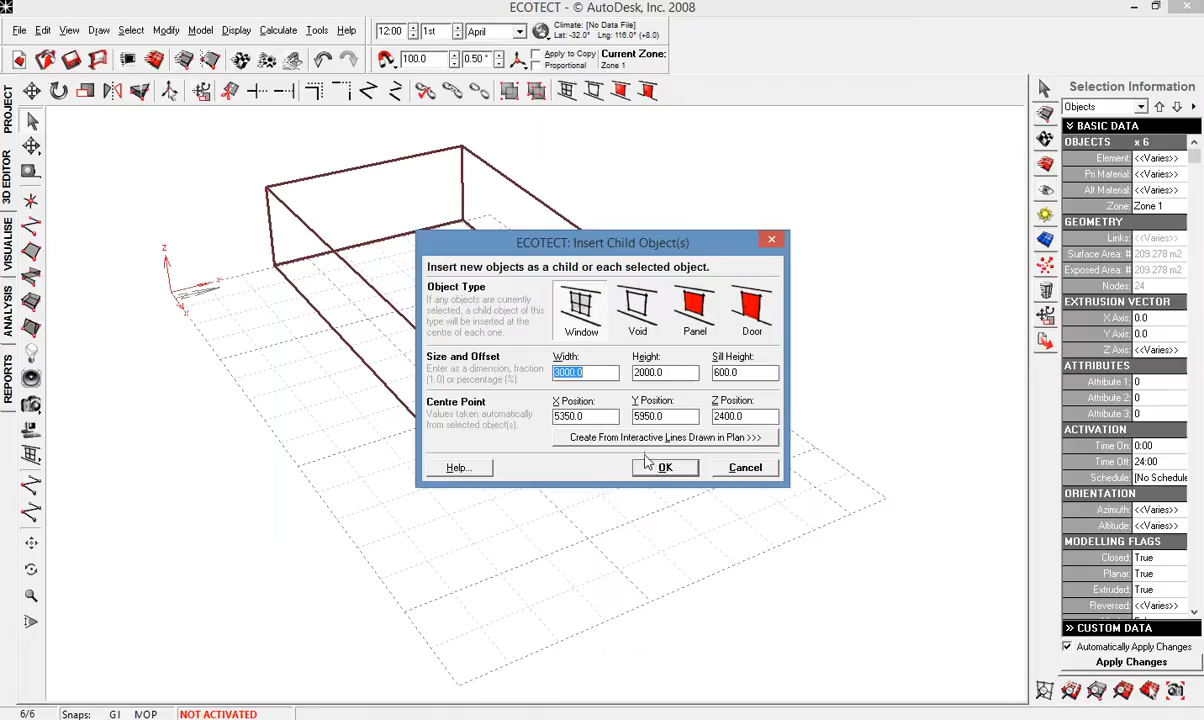 ECOTECT - © AutoDesk, Inc. 2008
File Edit View Draw Select Modify Model Display Calculate Tools Help
12:00 1st April
Climate: [No Data File]
Lat: -32.0° Lng: 116.0° (+8.0)
100.0 0.50 °
Apply to Copy
Proportional
Current Zone:
Zone 1
PROJECT
3D EDITOR
VISUALISE
ANALYSIS
REPORTS
z
ECOTECT: Insert Child Object(s)
Insert new objects as a child or each selected object.
Object Type
If any objects are currently
selected, a child object of this
type will be inserted at the
centre of each one.
Window Void Panel Door
Size and Offset
Enter as a dimension, fraction
(1.0) or percentage (%).
Width: Height: Sill Height:
3000.0 2000.0 600.0
Centre Point
Values taken automatically
from selected object(s).
X Position: Y Position: Z Position:
5350.0 5950.0 2400.0
Create From Interactive Lines Drawn in Plan >>>
Help... OK Cancel
Selection Information
Objects
BASIC DATA
OBJECTS x 6
Element: <<Varies>>
Pri Material: <<Varies>>
Alt Material: <<Varies>>
Zone: Zone 1
GEOMETRY
Links: <<Varies>>
Surface Area: # 209.278 m2
Exposed Area: # 209.278 m2
Nodes: 24
EXTRUSION VECTOR
X Axis: 0.0
Y Axis: 0.0
Z Axis: <<Varies>>
ATTRIBUTES
Attribute 1: 0
Attribute 2: 0
Attribute 3: 0
ACTIVATION
Time On: 0:00
Time Off: 24:00
Schedule: [No Schedule
ORIENTATION
Azimuth: <<Varies>>
Altitude: <<Varies>>
MODELLING FLAGS
Closed: True
Planar: True
Extruded: True
Reversed: <<Varies>>
CUSTOM DATA
Automatically Apply Changes
Apply Changes
6/6 Snaps: GI MOP NOT ACTIVATED